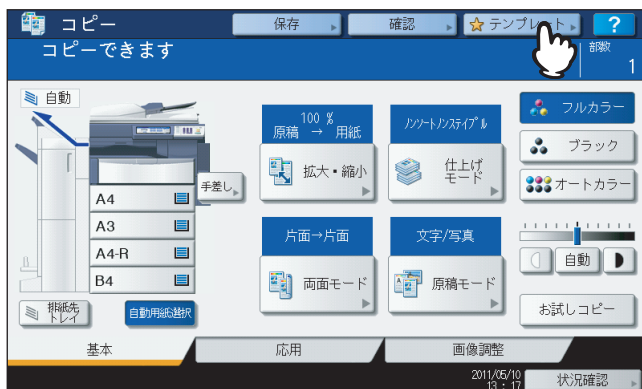 コピー
保存
確認
テンプレート
?
コピーできます
部数
1
自動
100 %
原稿 → 用紙
ノンソートノンステイプル
フルカラー
拡大・縮小
仕上げ
モード
ブラック
手差し
A4
オートカラー
A3
片面→片面
文字/写真
A4-R
自動
B4
両面モード
原稿モード
排紙先
トレイ
自動用紙選択
お試しコピー
基本
応用
画像調整
2011/05/10
13 : 17
状況確認